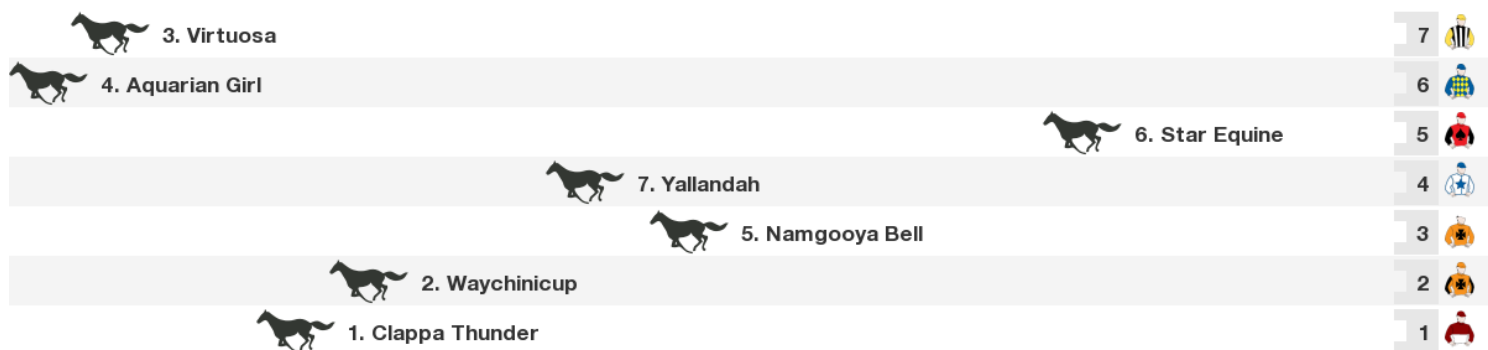 3. Virtuosa 7
4. Aquarian Girl 6
6. Star Equine 5
7. Yallandah 4
5. Namgooya Bell 3
2. Waychinicup 2
1. Clappa Thunder 1